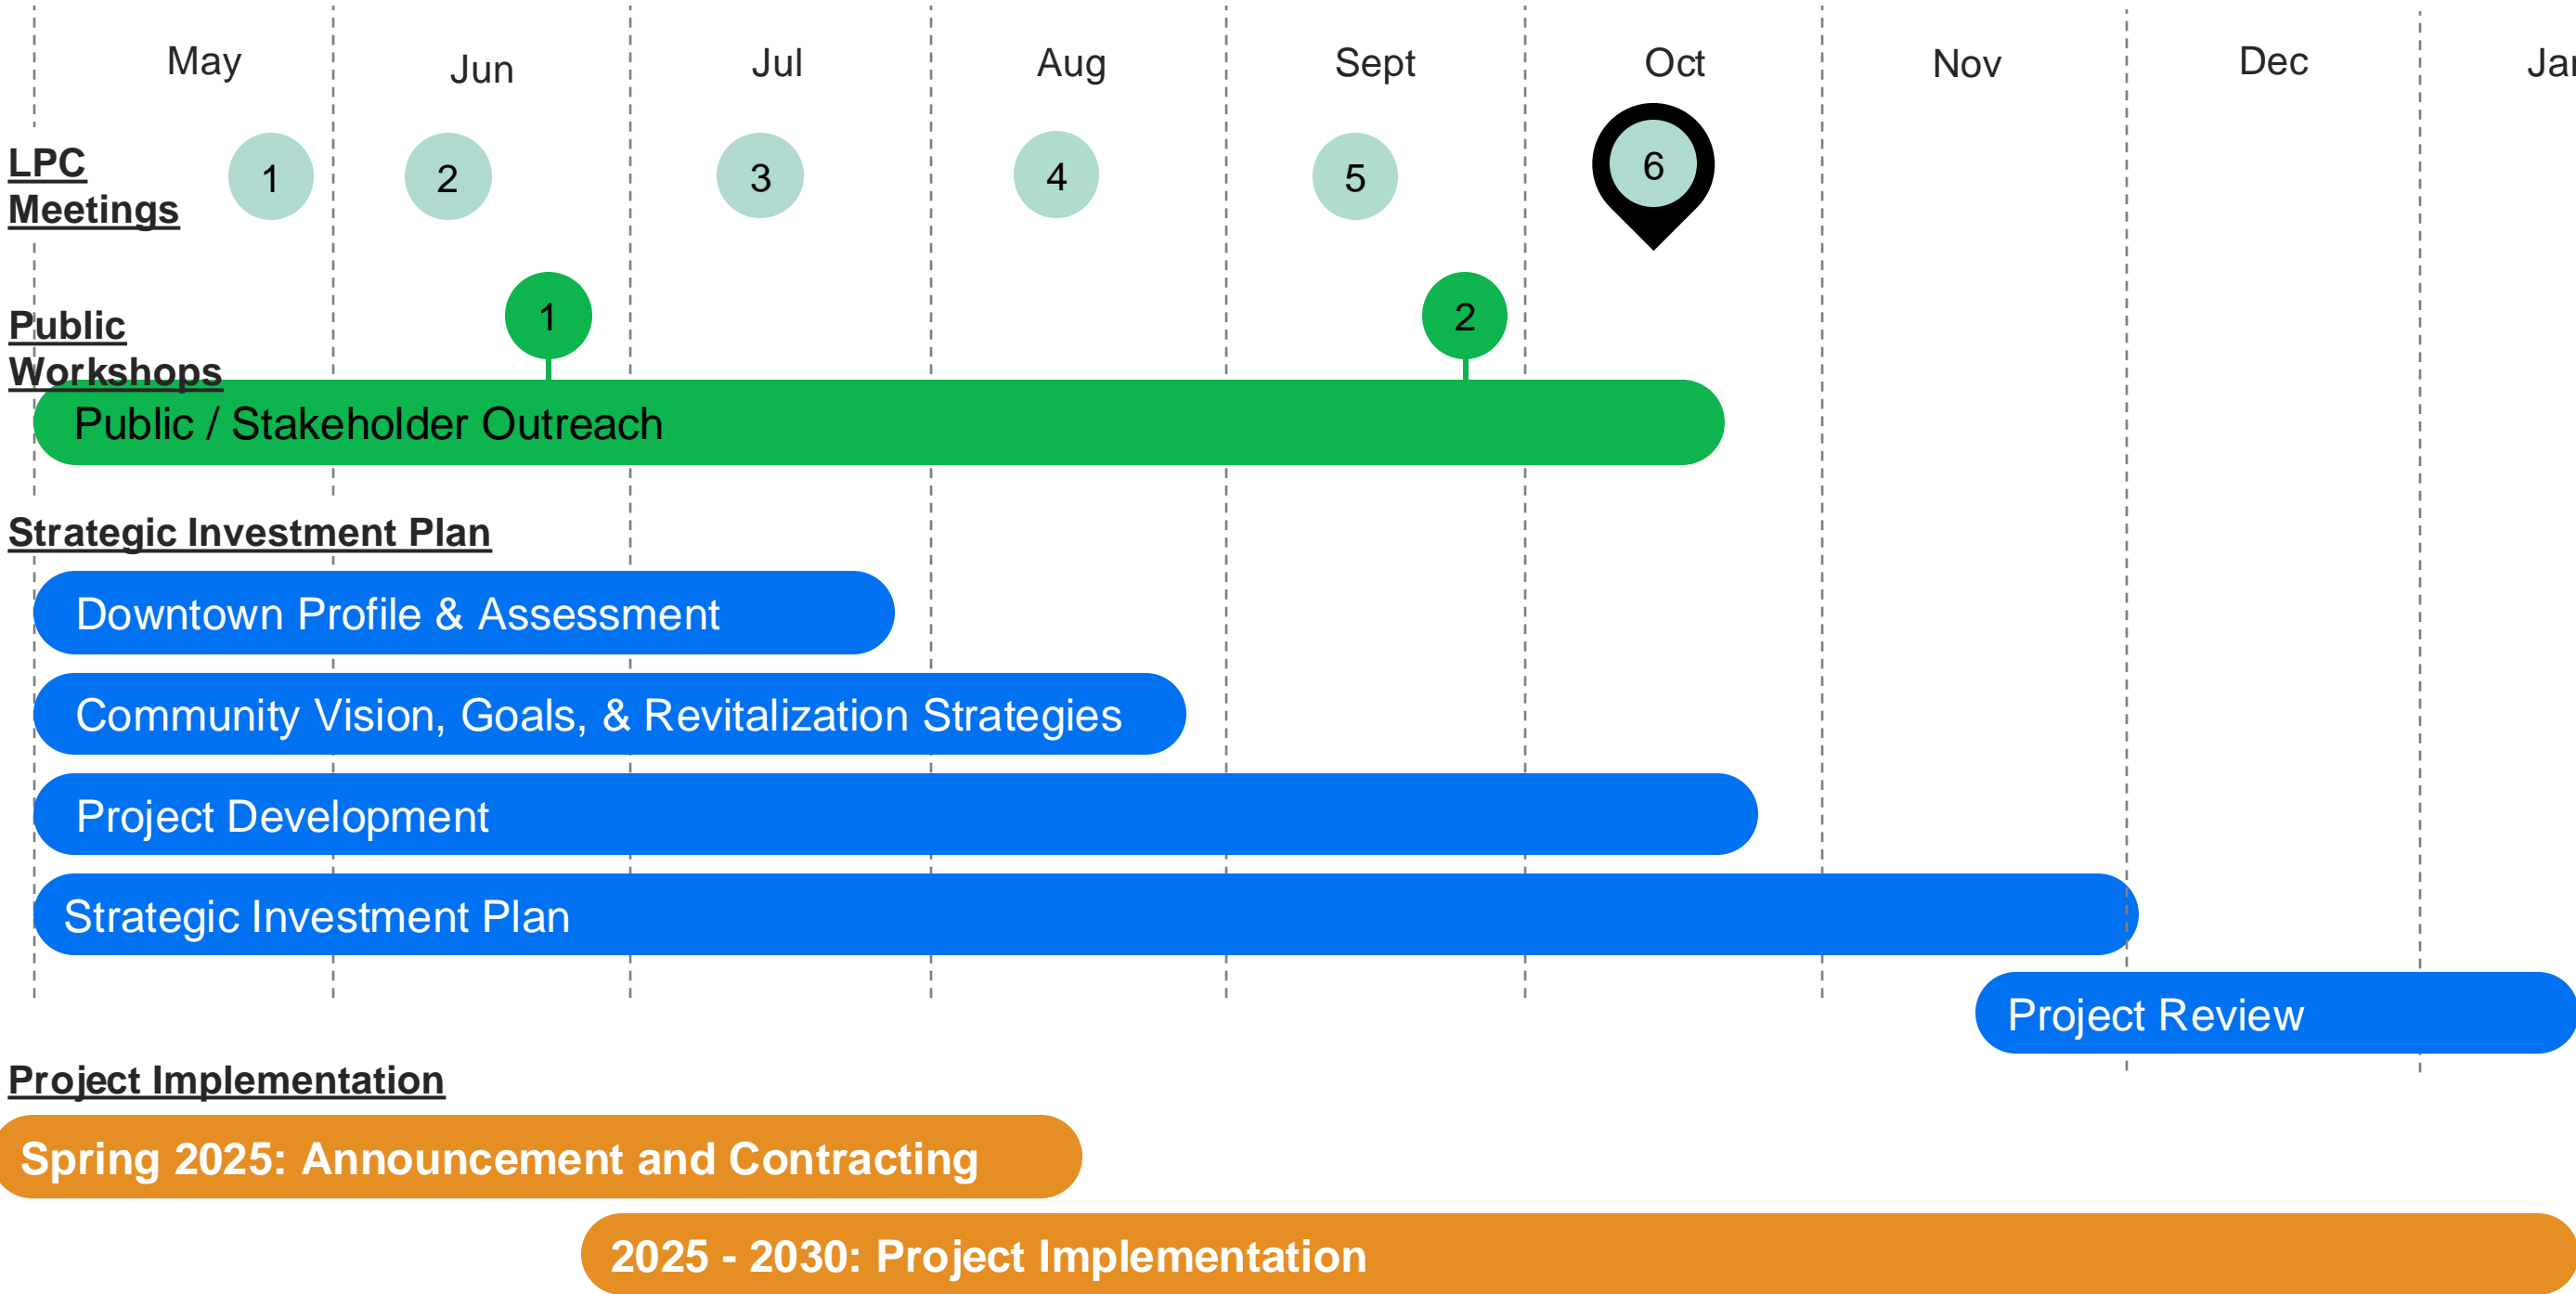 May Jun Jul Aug Sept Oct Nov Dec Jan
LPC
Meetings
1 2 3 4 5 6
Public
Workshops
1 2
Public / Stakeholder Outreach
Strategic Investment Plan
Downtown Profile & Assessment
Community Vision, Goals, & Revitalization Strategies
Project Development
Strategic Investment Plan
Project Review
Project Implementation
Spring 2025: Announcement and Contracting
2025 - 2030: Project Implementation